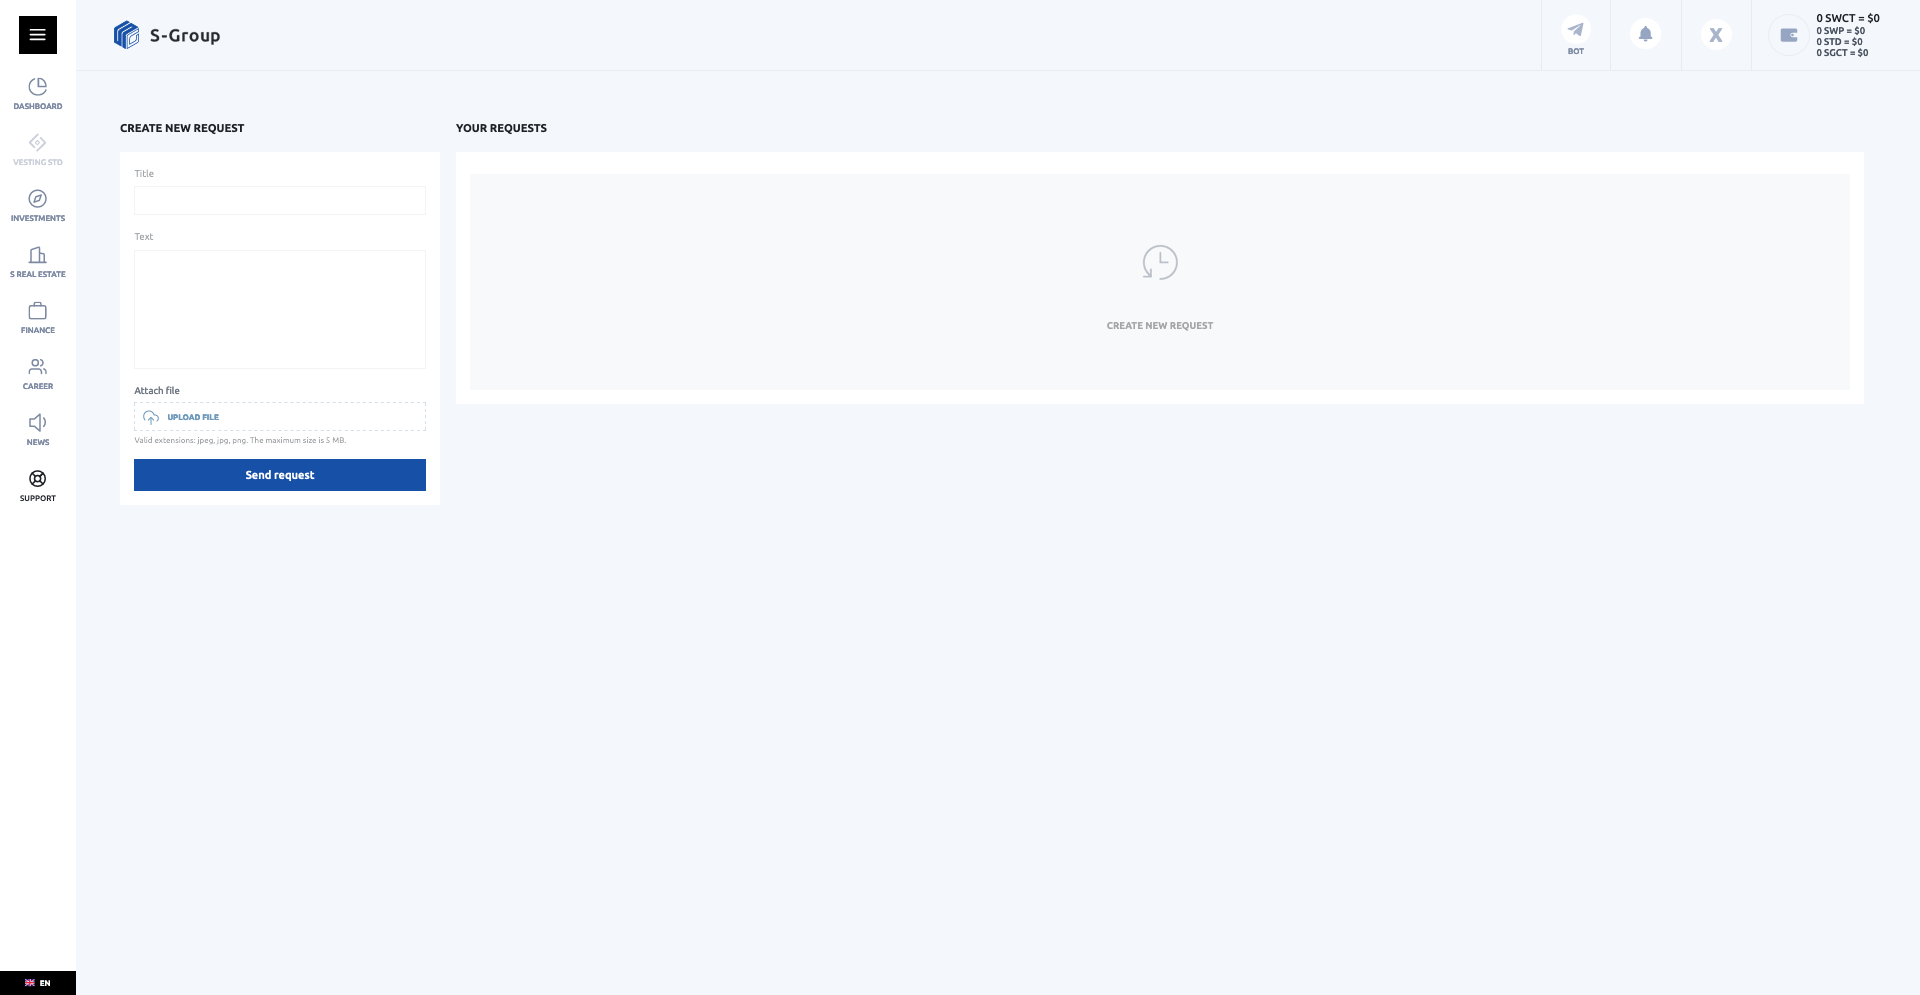 S-Group
BOT
X
0 SWCT = $0
0 SWP = $0
0 STD = $0
0 SGCT = $0
DASHBOARD
VESTING STD
INVESTMENTS
S REAL ESTATE
FINANCE
CAREER
NEWS
SUPPORT
EN
CREATE NEW REQUEST
Title
Text
Attach file
UPLOAD FILE
Valid extensions: jpeg, jpg, png. The maximum size is 5 MB.
Send request
YOUR REQUESTS
CREATE NEW REQUEST